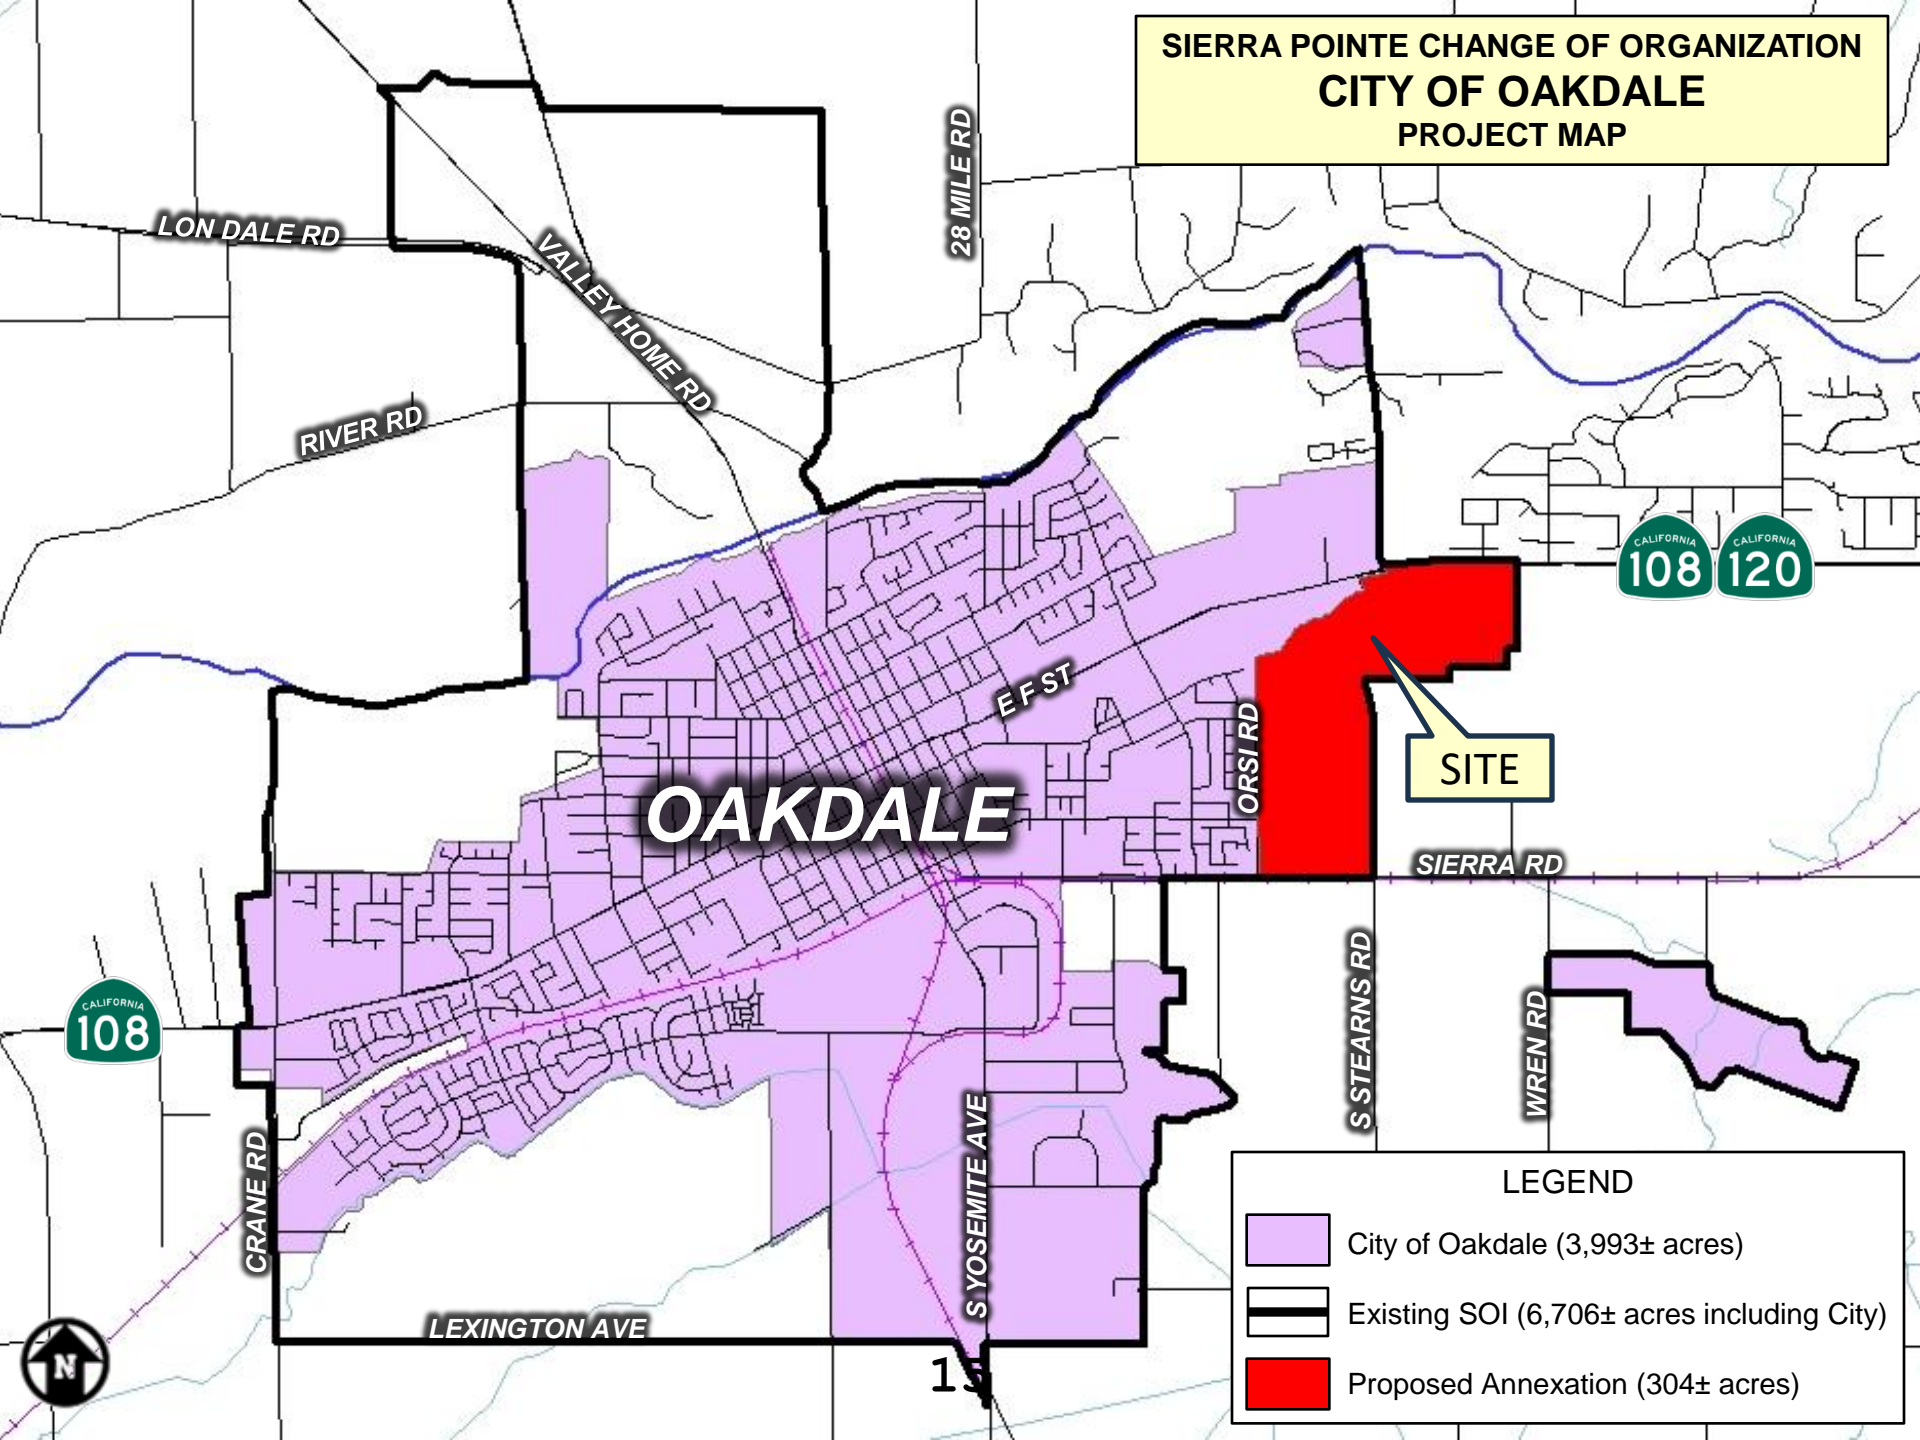 SIERRA POINTE CHANGE OF ORGANIZATION
CITY OF OAKDALE
PROJECT MAP
28 MILE RD
LON DALE RD
VALLEY HOME RD
RIVER RD
CALIFORNIA
108
CALIFORNIA
120
E F ST
ORSI RD
SITE
OAKDALE
SIERRA RD
S STEARNS RD
WREN RD
CALIFORNIA
108
CRANE RD
S YOSEMITE AVE
LEXINGTON AVE
N
LEGEND
City of Oakdale (3,993± acres)
Existing SOI (6,706± acres including City)
Proposed Annexation (304± acres)